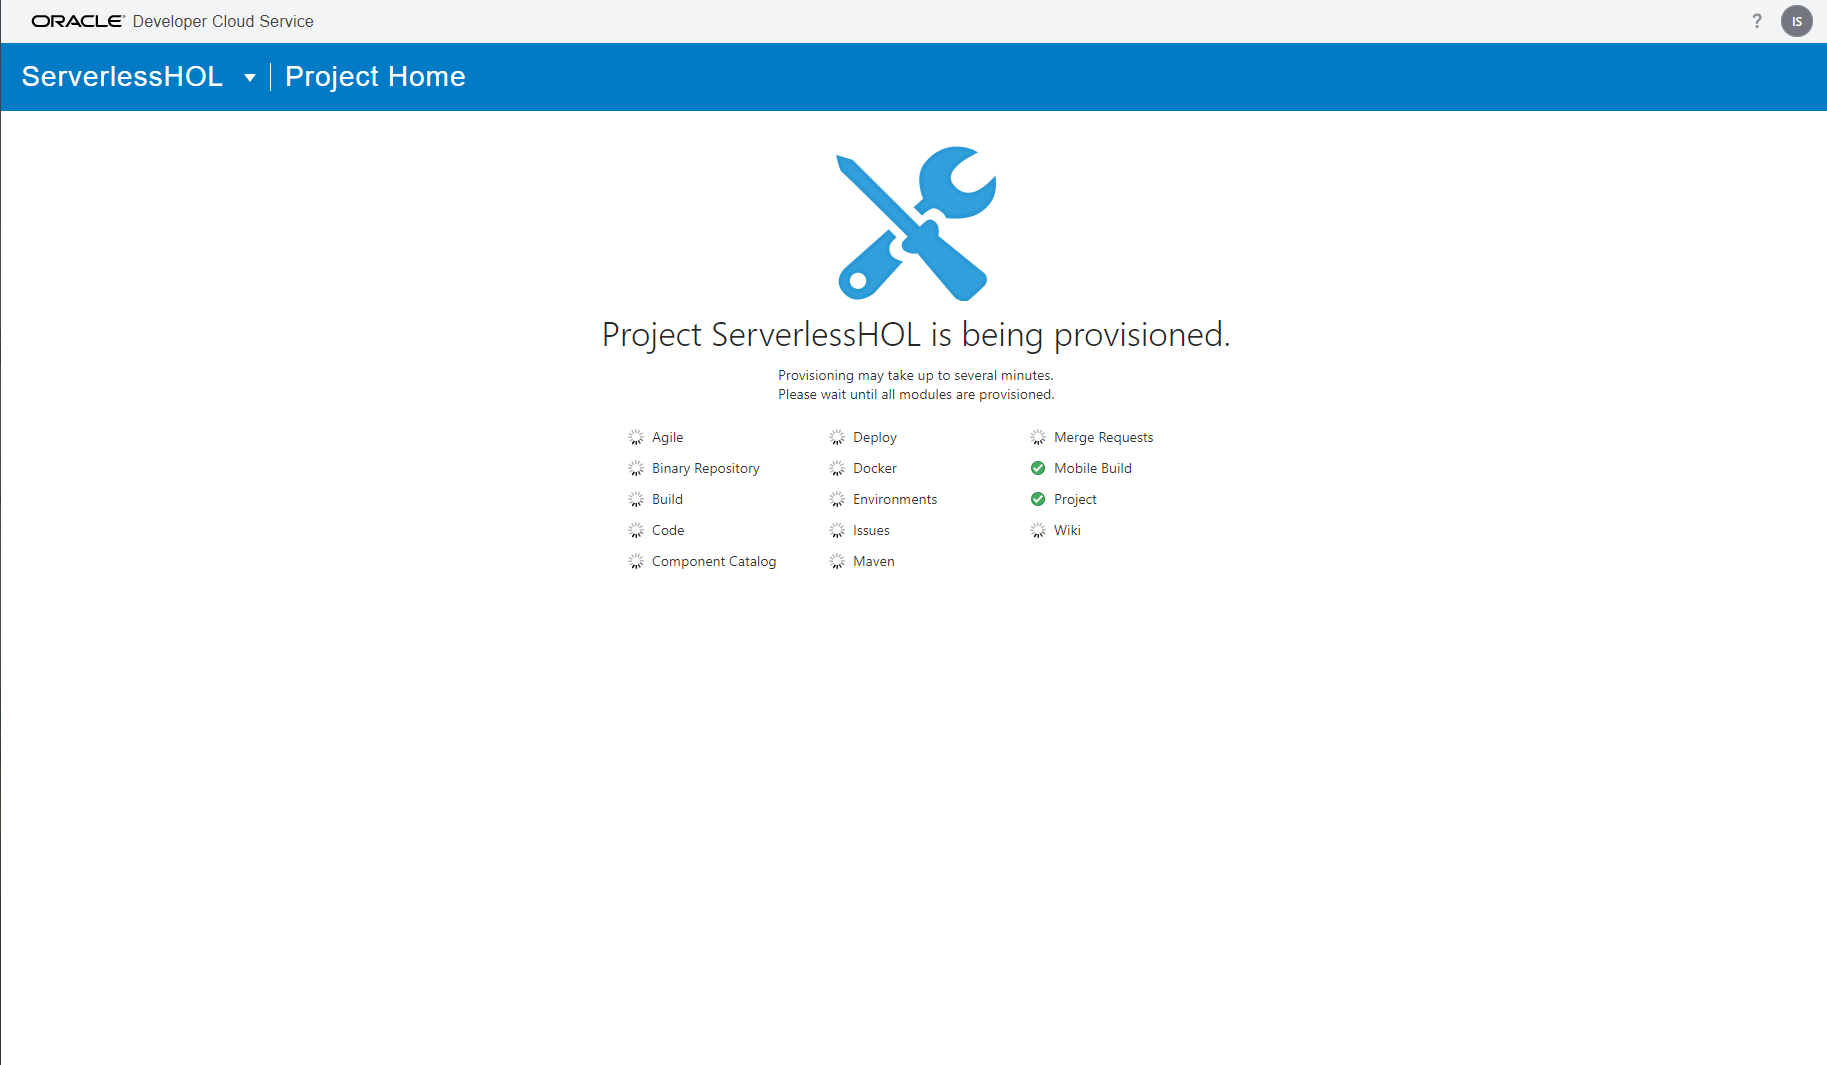 ORACLE Developer Cloud Service
? IS
ServerlessHOL Project Home
Project ServerlessHOL is being provisioned.
Provisioning may take up to several minutes.
Please wait until all modules are provisioned.
Agile
Binary Repository
Build
Code
Component Catalog
Deploy
Docker
Environments
Issues
Maven
Merge Requests
Mobile Build
Project
Wiki